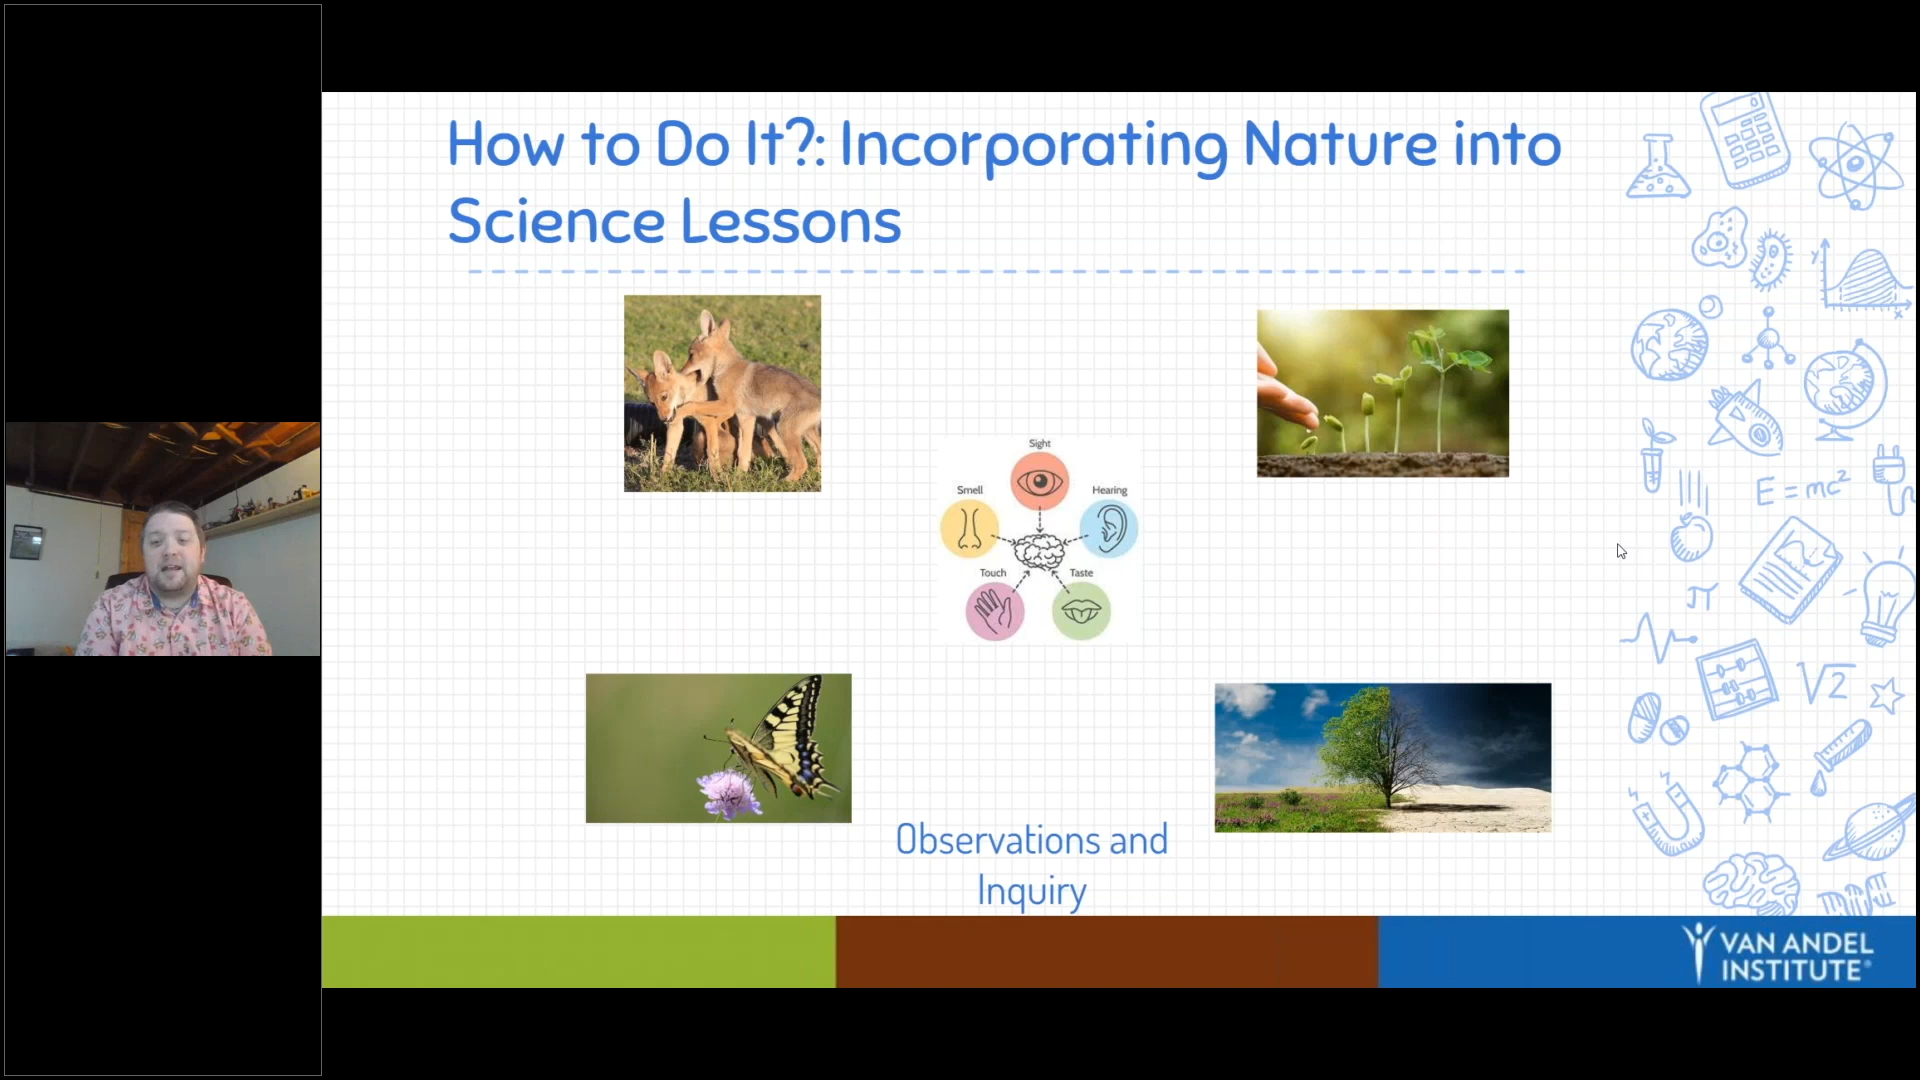 How to Do It?: Incorporating Nature into
Science Lessons
Sight
Smell
Hearing
Touch
Taste
Observations and
Inquiry
y
x
E=mc²
π
√2
VAN ANDEL
INSTITUTE®